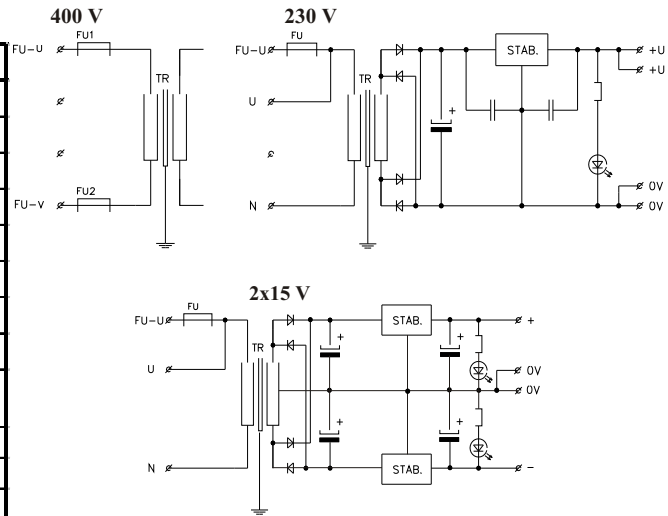 400 V
FU-U
FU1
TR
FU-V
FU2
230 V
FU-U
FU
STAB.
+U
+U
U
TR
+
0V
N
0V
2x15 V
FU-U
FU
STAB.
+
TR
+
+
U
0V
0V
+
+
N
STAB.
-